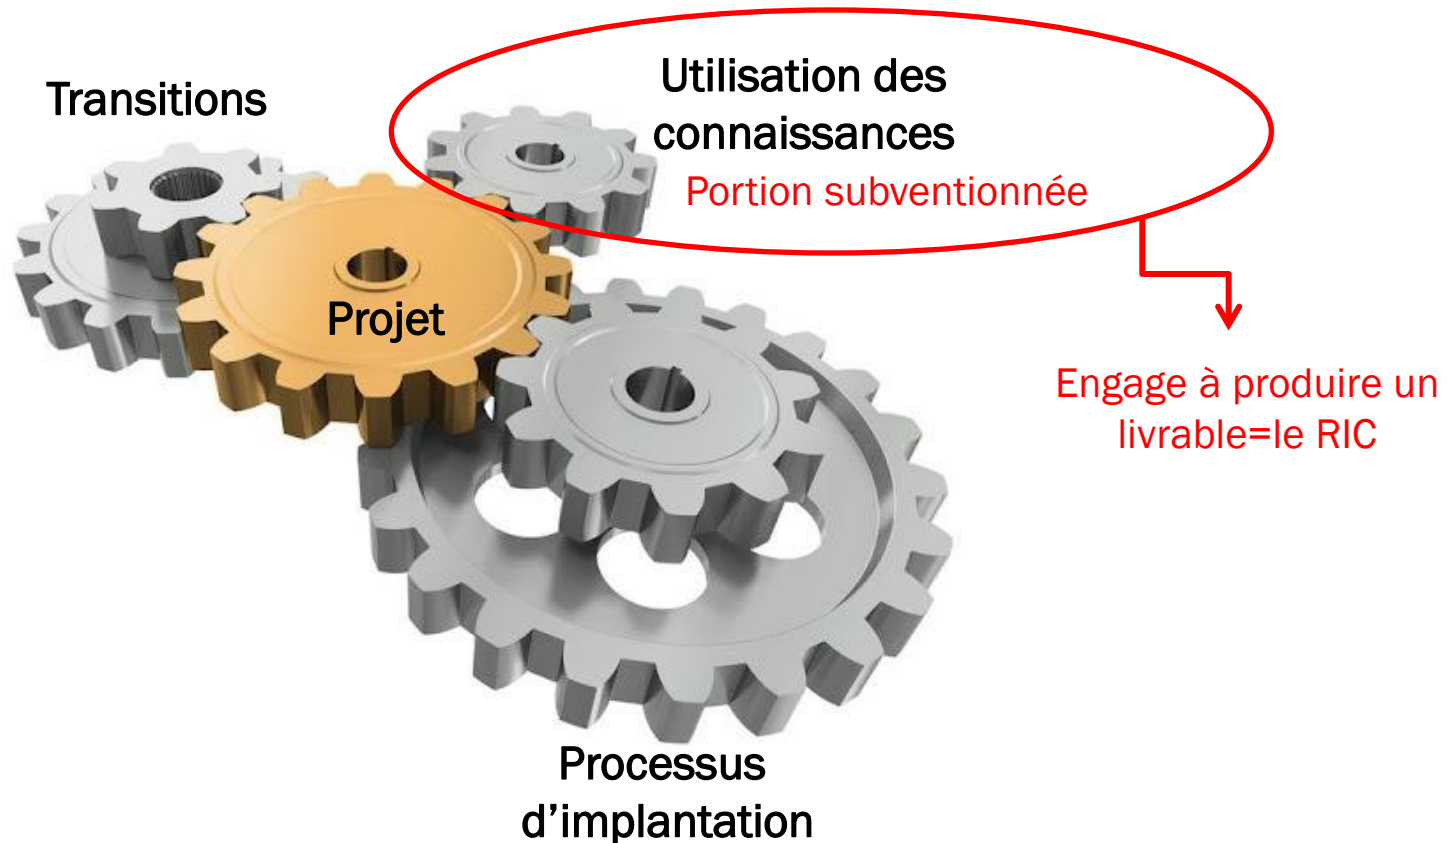 Transitions
Utilisation des
connaissances
Portion subventionnée
Projet
Engage à produire un
livrable=le RIC
Processus
d’implantation